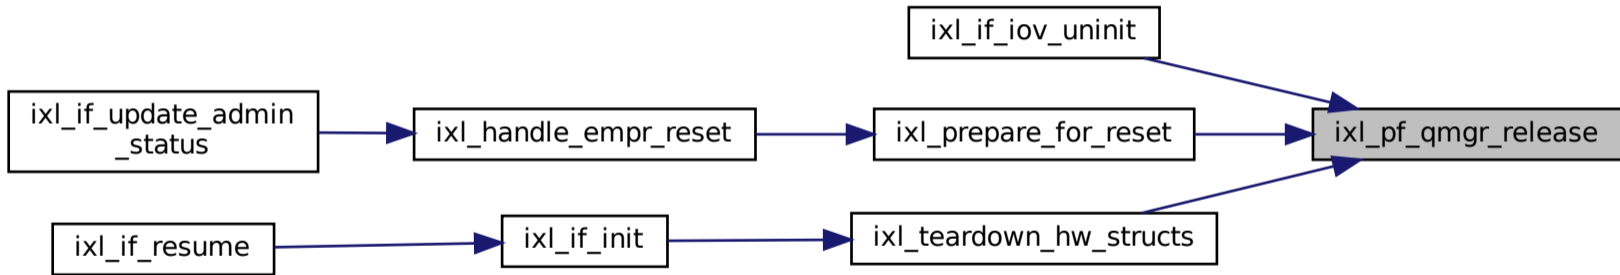 ixl_if_iov_uninit
ixl_if_update_admin
_status
ixl_handle_empr_reset
ixl_prepare_for_reset
ixl_pf_qmgr_release
ixl_if_resume
ixl_if_init
ixl_teardown_hw_structs